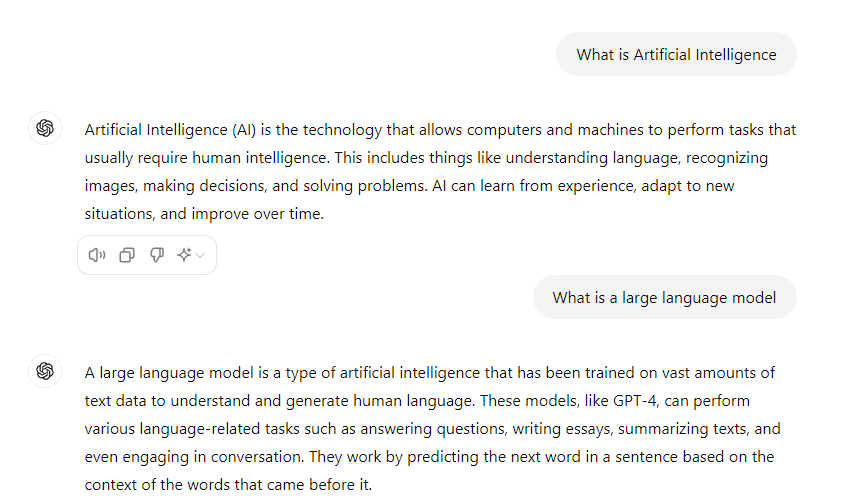 What is Artificial Intelligence
Artificial Intelligence (AI) is the technology that allows computers and machines to perform tasks that
usually require human intelligence. This includes things like understanding language, recognizing
images, making decisions, and solving problems. AI can learn from experience, adapt to new
situations, and improve over time.
What is a large language model
A large language model is a type of artificial intelligence that has been trained on vast amounts of
text data to understand and generate human language. These models, like GPT-4, can perform
various language-related tasks such as answering questions, writing essays, summarizing texts, and
even engaging in conversation. They work by predicting the next word in a sentence based on the
context of the words that came before it.